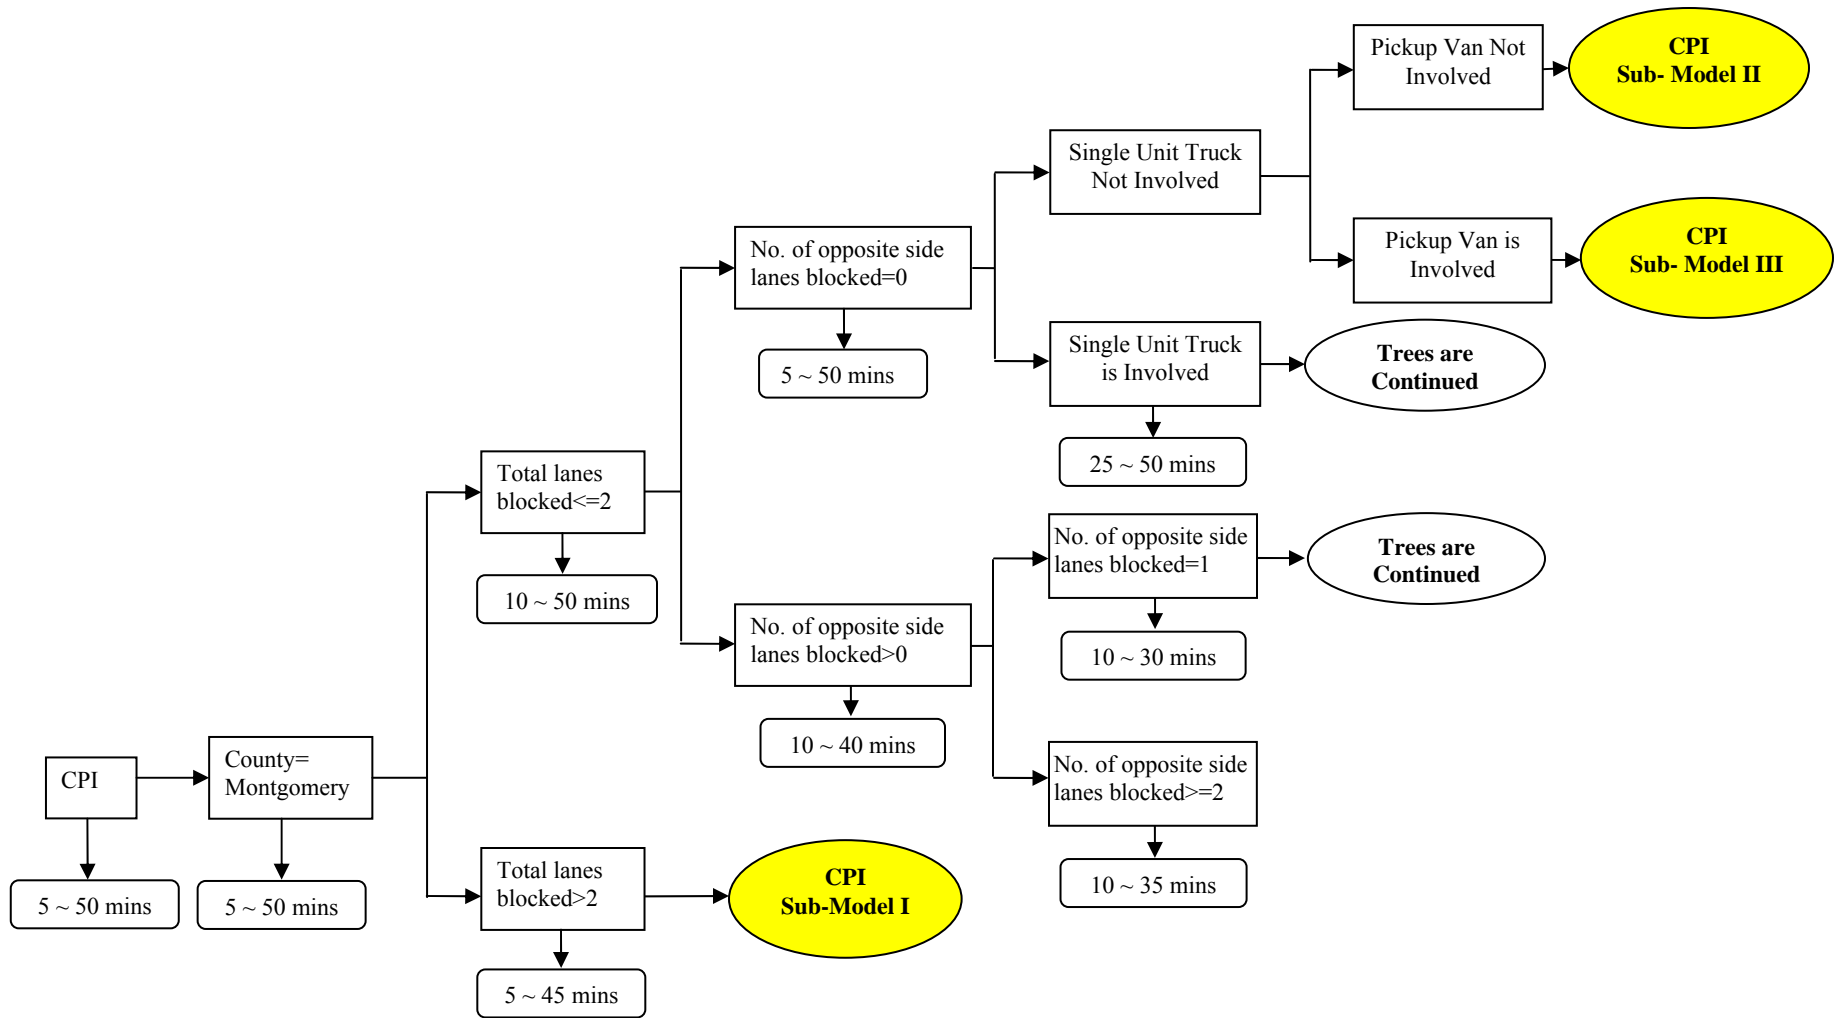 Pickup Van Not
Involved
CPI
Sub- Model II
Single Unit Truck
Not Involved
Pickup Van is
Involved
CPI
Sub- Model III
No. of opposite side
lanes blocked=0
5 ~ 50 mins
Single Unit Truck
is Involved
Trees are
Continued
25 ~ 50 mins
Total lanes
blocked<=2
10 ~ 50 mins
No. of opposite side
lanes blocked=1
Trees are
Continued
10 ~ 30 mins
No. of opposite side
lanes blocked>0
10 ~ 40 mins
No. of opposite side
lanes blocked>=2
10 ~ 35 mins
CPI
5 ~ 50 mins
County=
Montgomery
5 ~ 50 mins
Total lanes
blocked>2
5 ~ 45 mins
CPI
Sub-Model I